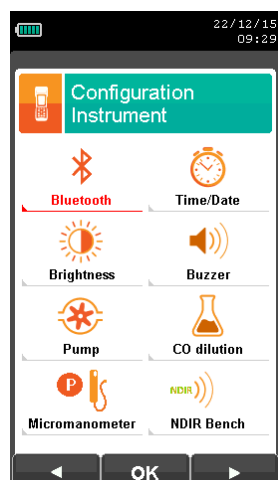 22/12/15
09:29
Configuration
Instrument
Bluetooth Time/Date
Brightness Buzzer
P
Pump CO dilution
NDIR
Micromanometer NDIR Bench
◄ OK ►